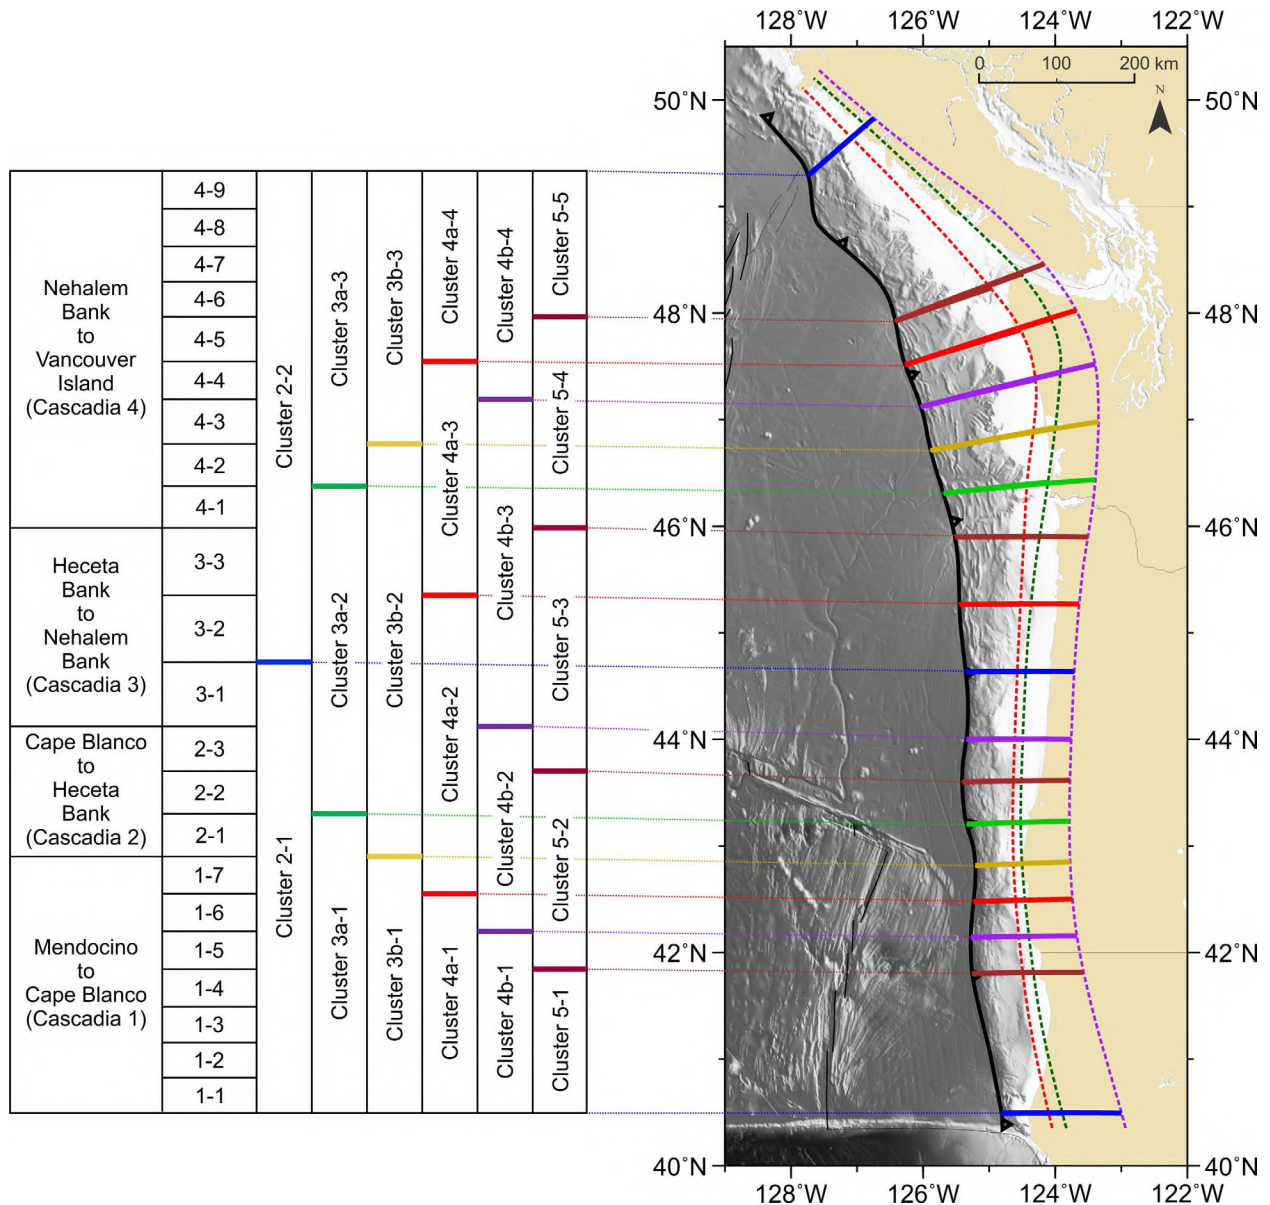 128°W 126°W 124°W 122°W
0 100 200 km
N
50°N 50°N
48°N 48°N
46°N 46°N
44°N 44°N
42°N 42°N
40°N 40°N
128°W 126°W 124°W 122°W
Nehalem
Bank
to
Vancouver
Island
(Cascadia 4)
4-9
4-8
4-7
4-6
4-5
4-4
4-3
4-2
4-1
Heceta
Bank
to
Nehalem
Bank
(Cascadia 3)
3-3
3-2
3-1
Cape Blanco
to
Heceta
Bank
(Cascadia 2)
2-3
2-2
2-1
Mendocino
to
Cape Blanco
(Cascadia 1)
1-7
1-6
1-5
1-4
1-3
1-2
1-1
Cluster 2-2
Cluster 2-1
Cluster 3a-3
Cluster 3a-2
Cluster 3a-1
Cluster 3b-3
Cluster 3b-2
Cluster 3b-1
Cluster 4a-4
Cluster 4a-3
Cluster 4a-2
Cluster 4a-1
Cluster 4b-4
Cluster 4b-3
Cluster 4b-2
Cluster 4b-1
Cluster 5-5
Cluster 5-4
Cluster 5-3
Cluster 5-2
Cluster 5-1